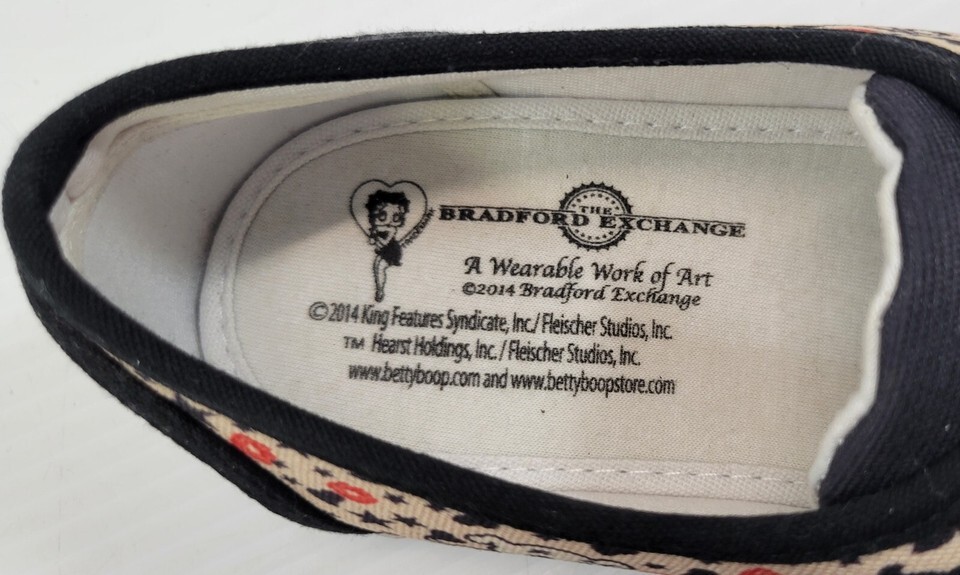 THE
BRADFORD EXCHANGE
A Wearable Work of Art
©2014 Bradford Exchange
©2014 King Features Syndicate, Inc./ Fleischer Studios, Inc.
TM Hearst Holdings, Inc. / Fleischer Studios, Inc.
www.bettyboop.com and www.bettyboopstore.com